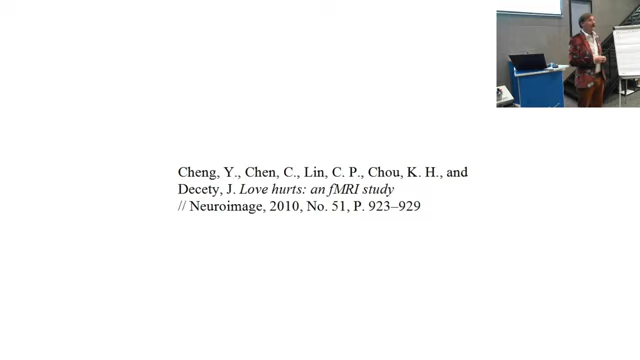 Cheng, Y., Chen, C., Lin, C. P., Chou, K. H., and
Decety, J. Love hurts: an fMRI study
// Neuroimage, 2010, No. 51, P. 923–929